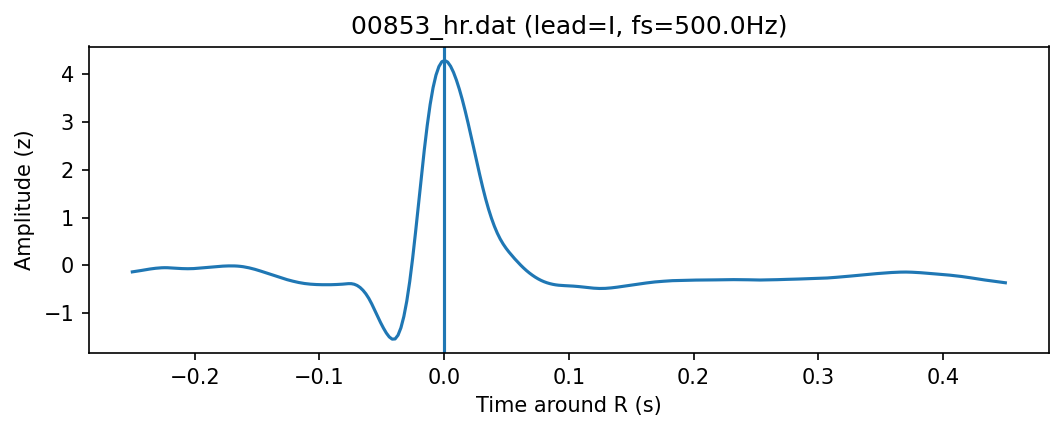 00853_hr.dat (lead=I, fs=500.0Hz)
Amplitude (z)
4
3
2
1
0
−1
−0.2 −0.1 0.0 0.1 0.2 0.3 0.4
Time around R (s)